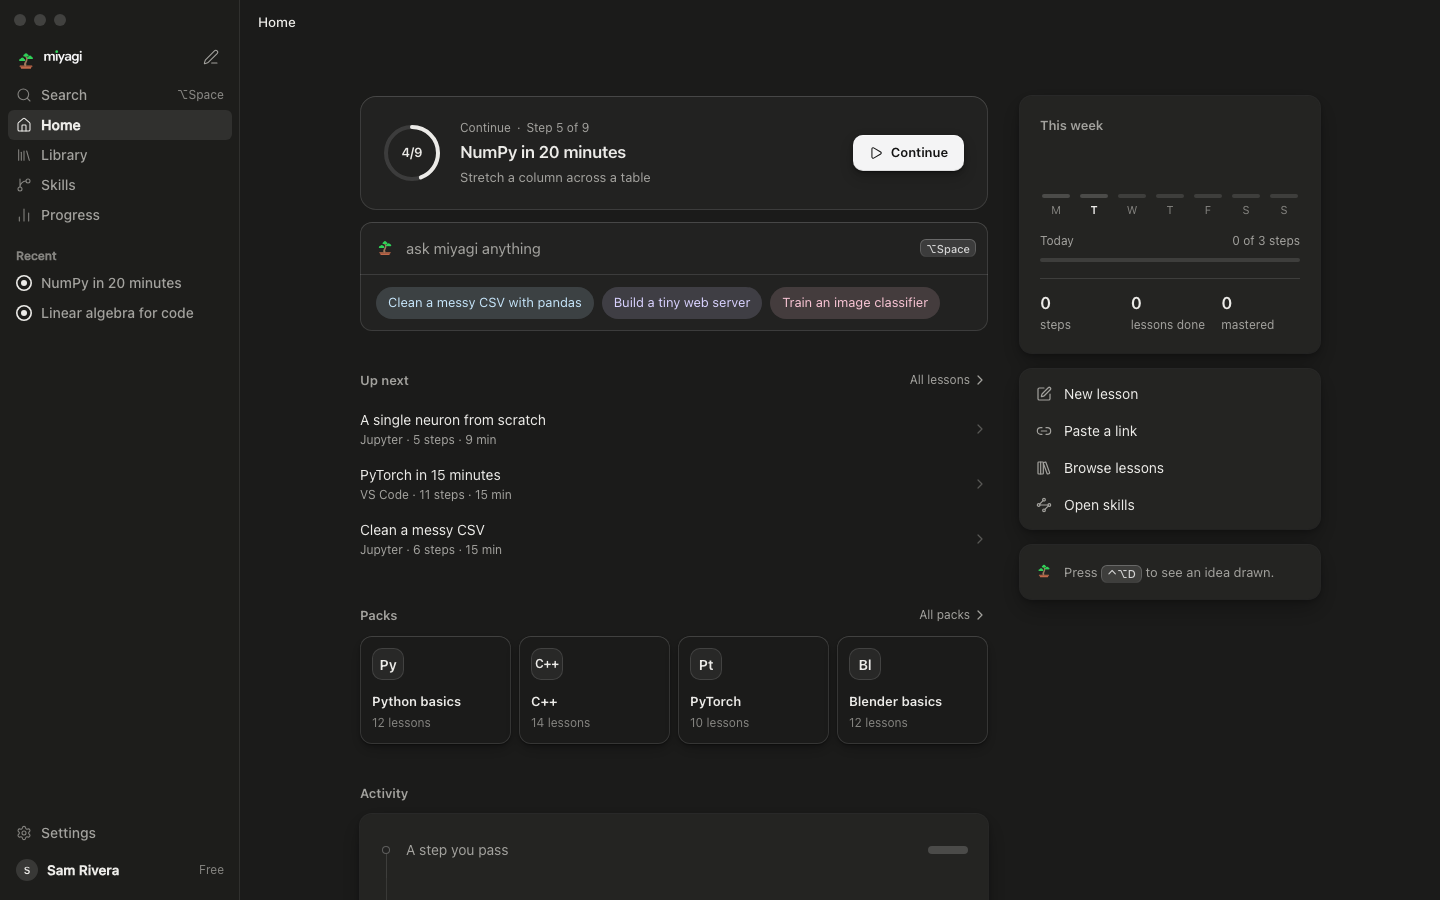 miyagi
Search ⌥Space
Home
Library
Skills
Progress
Recent
NumPy in 20 minutes
Linear algebra for code
Settings
S Sam Rivera Free
Home
4/9
Continue · Step 5 of 9
NumPy in 20 minutes
Stretch a column across a table
Continue
ask miyagi anything ⌥Space
Clean a messy CSV with pandas Build a tiny web server Train an image classifier
Up next All lessons
A single neuron from scratch
Jupyter · 5 steps · 9 min
PyTorch in 15 minutes
VS Code · 11 steps · 15 min
Clean a messy CSV
Jupyter · 6 steps · 15 min
Packs All packs
Py
Python basics
12 lessons
C++
C++
14 lessons
Pt
PyTorch
10 lessons
Bl
Blender basics
12 lessons
Activity
A step you pass
This week
M T W T F S S
Today 0 of 3 steps
0 0 0
steps lessons done mastered
New lesson
Paste a link
Browse lessons
Open skills
Press ⌃⌥D to see an idea drawn.